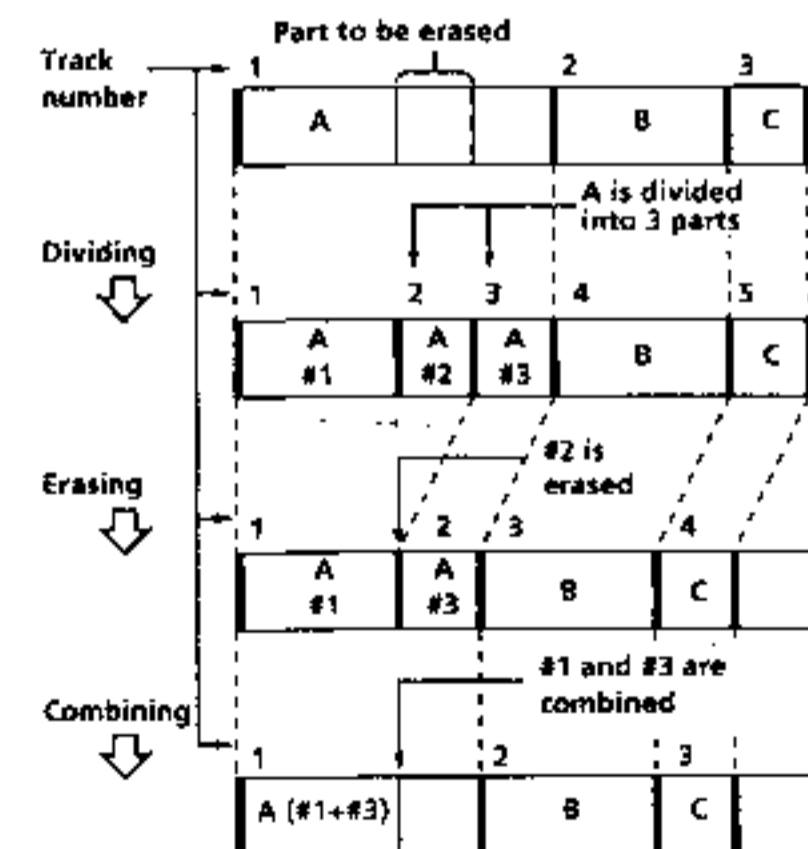 Part to be erased
Track
number
1 2 3
A B C
A is divided
into 3 parts
Dividing
1 2 3 4 5
A A A B C
#1 #2 #3
#2 is
erased
Erasing
1 2 3 4
A A B C
#1 #3
#1 and #3 are
combined
Combining
1 2 3
A (#1+#3) B C